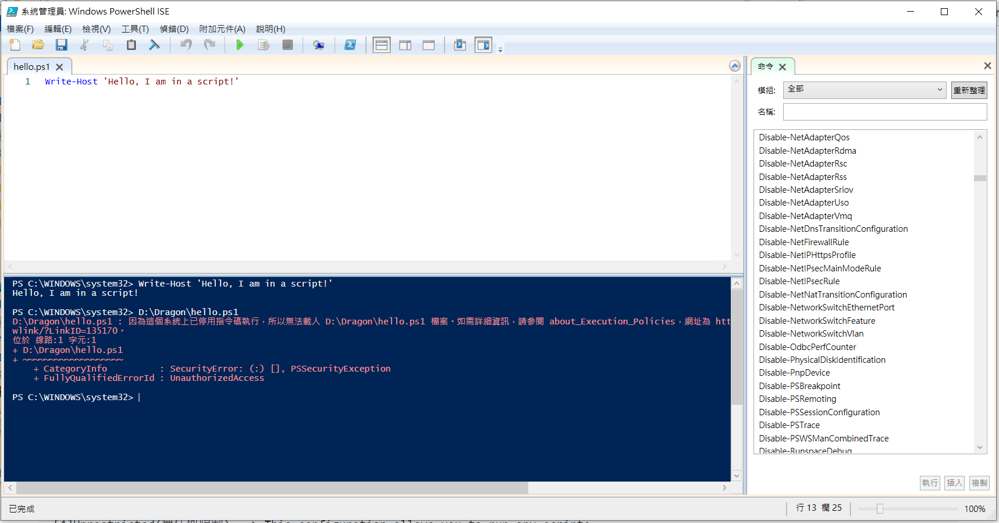 系統管理員: Windows PowerShell ISE
檔案(F) 編輯(E) 檢視(V) 工具(T) 偵錯(D) 附加元件(A) 說明(H)
hello.ps1
1 Write-Host 'Hello, I am in a script!'
PS C:\WINDOWS\system32> Write-Host 'Hello, I am in a script!'
Hello, I am in a script!
PS C:\WINDOWS\system32> D:\Dragon\hello.ps1
D:\Dragon\hello.ps1 : 因為這個系統上已停用指令碼執行，所以無法載入 D:\Dragon\hello.ps1 檔案。如需詳細資訊，請參閱 about_Execution_Policies，網址為 htt
wlink/?LinkID=135170。
位於 線路:1 字元:1
+ D:\Dragon\hello.ps1
+ ~~~~~~~~~~~~~~~~~~~
+ CategoryInfo : SecurityError: (:) [], PSSecurityException
+ FullyQualifiedErrorId : UnauthorizedAccess
PS C:\WINDOWS\system32>
命令
模組: 全部 重新整理
名稱:
Disable-NetAdapterQos
Disable-NetAdapterRdma
Disable-NetAdapterRsc
Disable-NetAdapterRss
Disable-NetAdapterSriov
Disable-NetAdapterUso
Disable-NetAdapterVmq
Disable-NetDnsTransitionConfiguration
Disable-NetFirewallRule
Disable-NetIPHttpsProfile
Disable-NetIPsecMainModeRule
Disable-NetIPsecRule
Disable-NetNatTransitionConfiguration
Disable-NetworkSwitchEthernetPort
Disable-NetworkSwitchFeature
Disable-NetworkSwitchVlan
Disable-OdbcPerfCounter
Disable-PhysicalDiskIdentification
Disable-PnpDevice
Disable-PSBreakpoint
Disable-PSRemoting
Disable-PSSessionConfiguration
Disable-PSTrace
Disable-PSWSManCombinedTrace
Disable-RunspaceDebug
執行 插入 複製
已完成
行 13 欄 25 100%